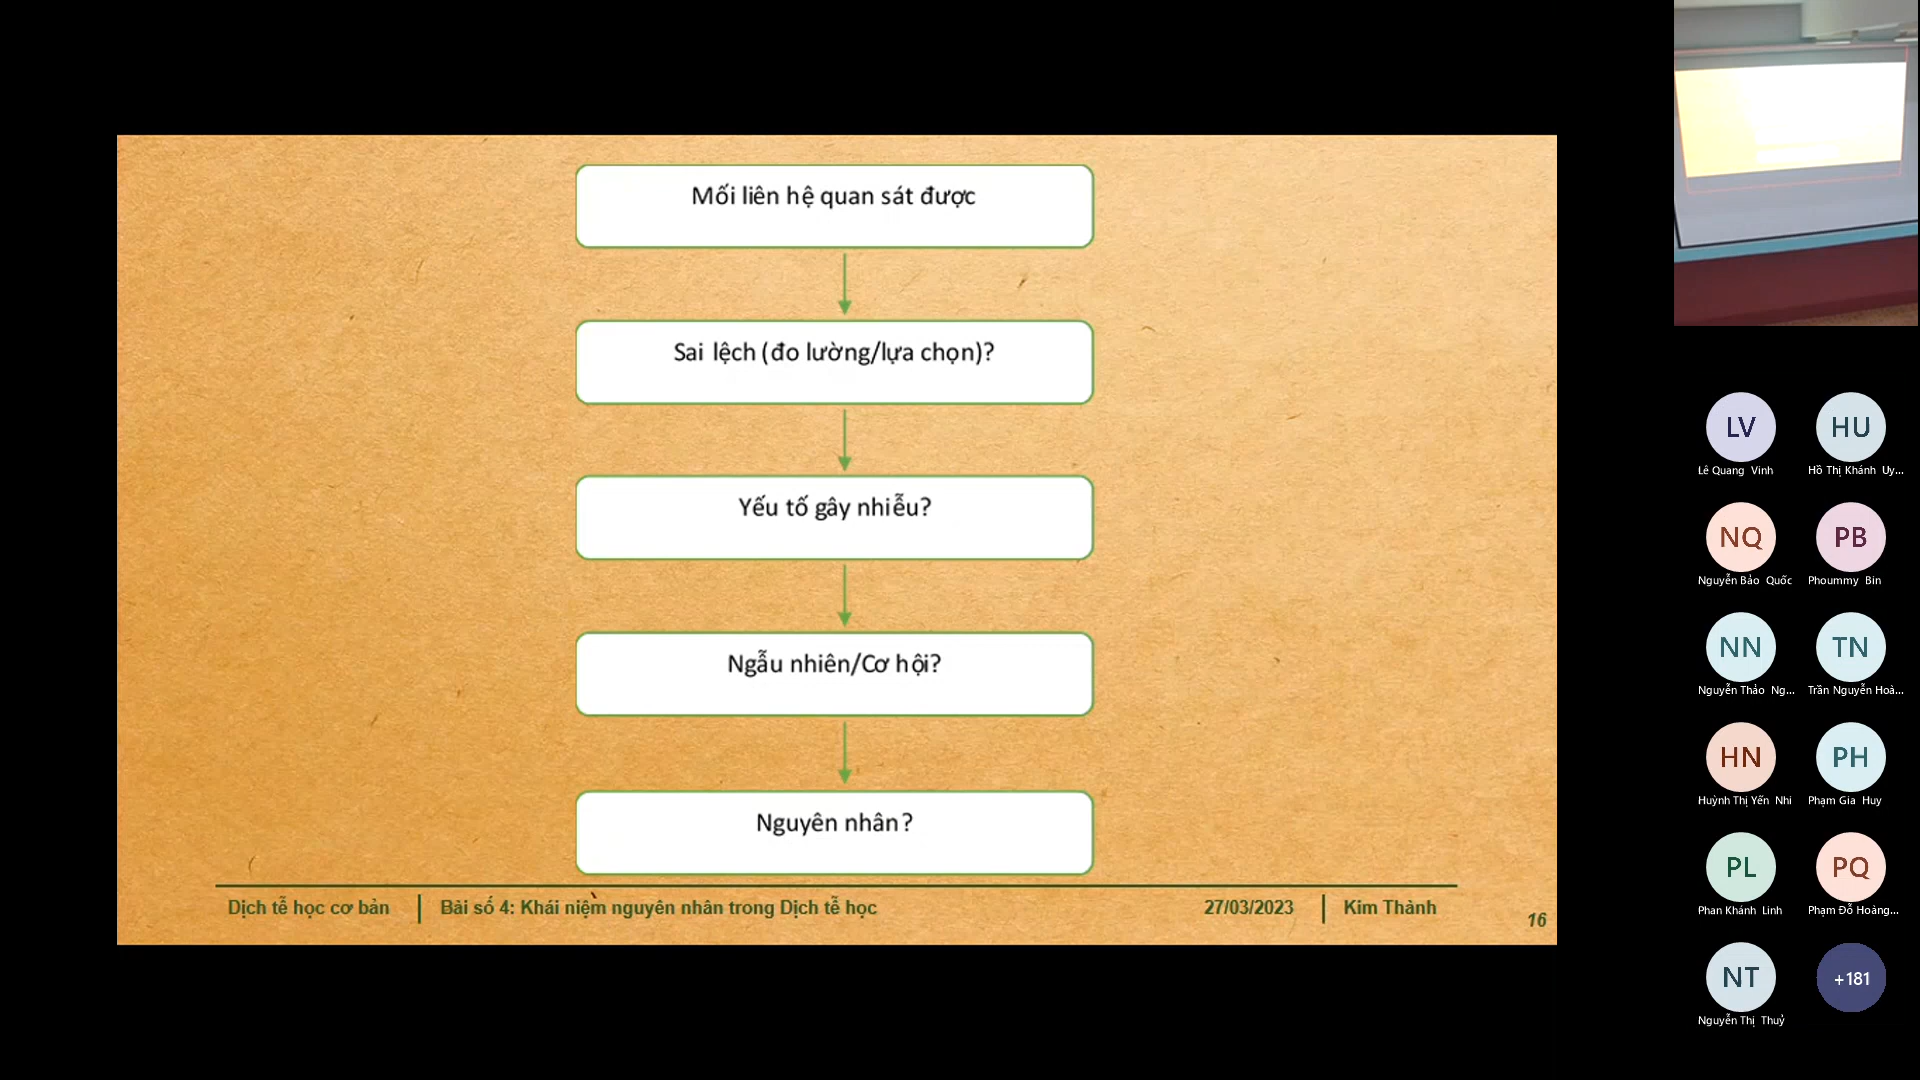 Mối liên hệ quan sát được
Sai lệch (đo lường/lựa chọn)?
Yếu tố gây nhiễu?
Ngẫu nhiên/Cơ hội?
Nguyên nhân?
Dịch tễ học cơ bản
Bài số 4: Khái niệm nguyên nhân trong Dịch tễ học
27/03/2023
Kim Thành
16
LV
Lê Quang Vinh
HU
Hồ Thị Khánh Uy...
NQ
Nguyễn Bảo Quốc
PB
Phoummy Bin
NN
Nguyễn Thảo Ng...
TN
Trần Nguyễn Hoà...
HN
Huỳnh Thị Yến Nhi
PH
Phạm Gia Huy
PL
Phan Khánh Linh
PQ
Phạm Đỗ Hoàng...
NT
Nguyễn Thị Thuỷ
+181